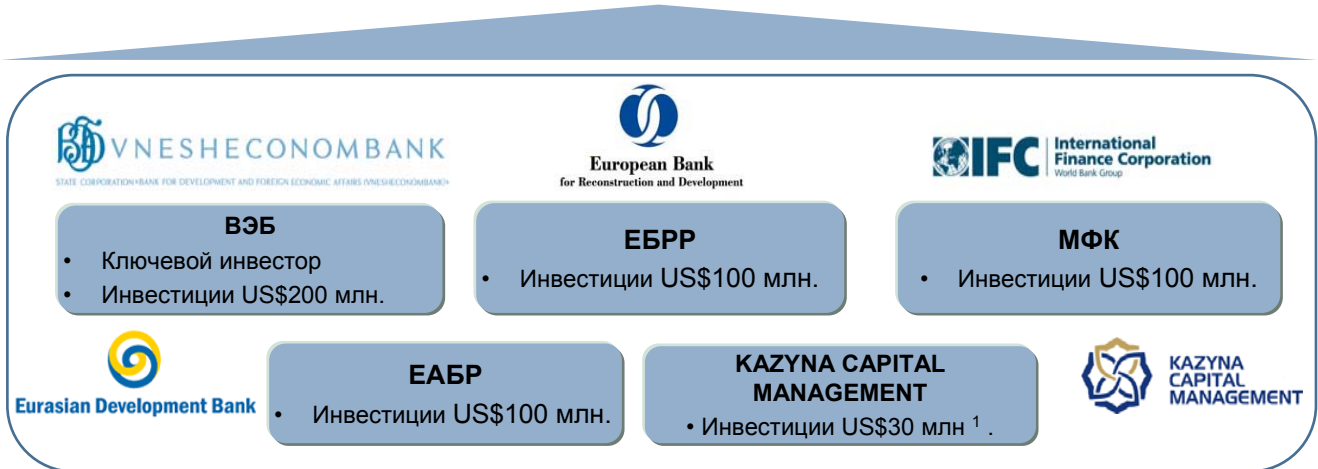 VNESHECONOMBANK
STATE CORPORATION «BANK FOR DEVELOPMENT AND FOREIGN ECONOMIC AFFAIRS (VNESHECONOMBANK)»
European Bank
for Reconstruction and Development
IFC
International
Finance Corporation
World Bank Group
ВЭБ
• Ключевой инвестор
• Инвестиции US$200 млн.
ЕБРР
• Инвестиции US$100 млн.
МФК
• Инвестиции US$100 млн.
Eurasian Development Bank
ЕАБР
• Инвестиции US$100 млн.
KAZYNA CAPITAL
MANAGEMENT
• Инвестиции US$30 млн ¹ .
KAZYNA
CAPITAL
MANAGEMENT